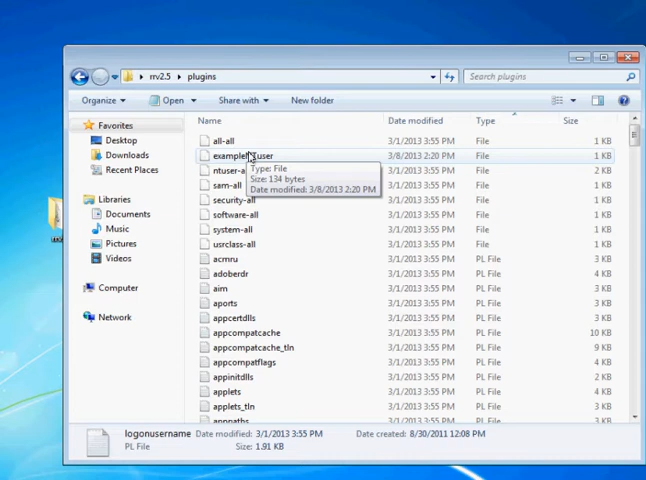 rrv2.5 ▸ plugins
Search plugins
Organize Open Share with New folder
Name Date modified Type Size
Favorites
Desktop
Downloads
Recent Places
Libraries
Documents
Music
Pictures
Videos
Computer
Network
all-all 3/1/2013 3:55 PM File 1 KB
3/8/2013 2:20 PM File 1 KB
3/1/2013 3:55 PM File 2 KB
3/1/2013 3:55 PM File 1 KB
security-all 3/1/2013 3:55 PM File 1 KB
software-all 3/1/2013 3:55 PM File 1 KB
system-all 3/1/2013 3:55 PM File 1 KB
usrclass-all 3/1/2013 3:55 PM File 1 KB
acmru 3/1/2013 3:55 PM PL File 3 KB
adoberdr 3/1/2013 3:55 PM PL File 4 KB
aim 3/1/2013 3:55 PM PL File 3 KB
aports 3/1/2013 3:55 PM PL File 3 KB
appcertdlls 3/1/2013 3:55 PM PL File 3 KB
appcompatcache 3/1/2013 3:55 PM PL File 10 KB
appcompatcache_tln 3/1/2013 3:55 PM PL File 9 KB
appcompatflags 3/1/2013 3:55 PM PL File 4 KB
appinitdlls 3/1/2013 3:55 PM PL File 2 KB
applets 3/1/2013 3:55 PM PL File 4 KB
applets_tln 3/1/2013 3:55 PM PL File 3 KB
apppaths 3/1/2013 3:55 PM PL File 3 KB
Type: File
Size: 134 bytes
Date modified: 3/8/2013 2:20 PM
logonusername Date modified: 3/1/2013 3:55 PM Date created: 8/30/2011 12:08 PM
PL File Size: 1.91 KB